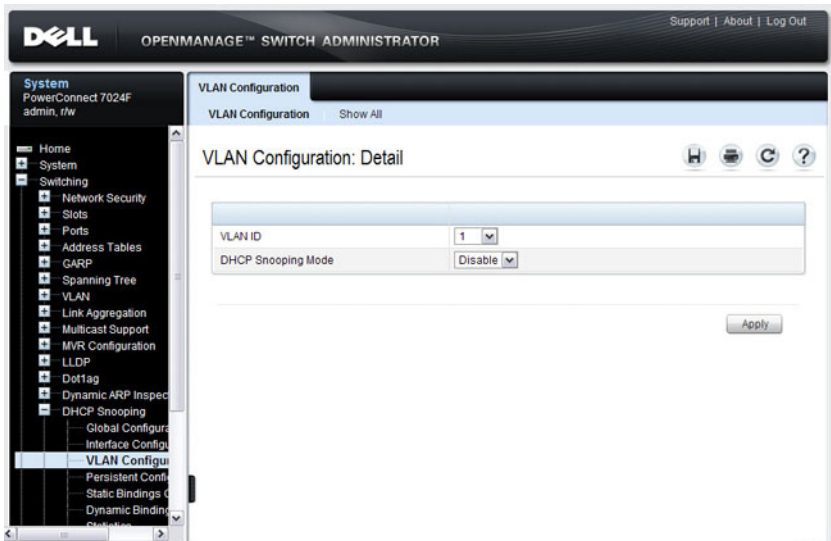 Support | About | Log Out
DELL OPENMANAGE™ SWITCH ADMINISTRATOR
System
PowerConnect 7024F
admin, r/w
Home
System
Switching
Network Security
Slots
Ports
Address Tables
GARP
Spanning Tree
VLAN
Link Aggregation
Multicast Support
MVR Configuration
LLDP
Dot1ag
Dynamic ARP Inspec
DHCP Snooping
Global Configura
Interface Configu
VLAN Configur
Persistent Config
Static Bindings C
Dynamic Binding
Statistics
VLAN Configuration
VLAN Configuration Show All
VLAN Configuration: Detail
VLAN ID 1
DHCP Snooping Mode Disable
Apply